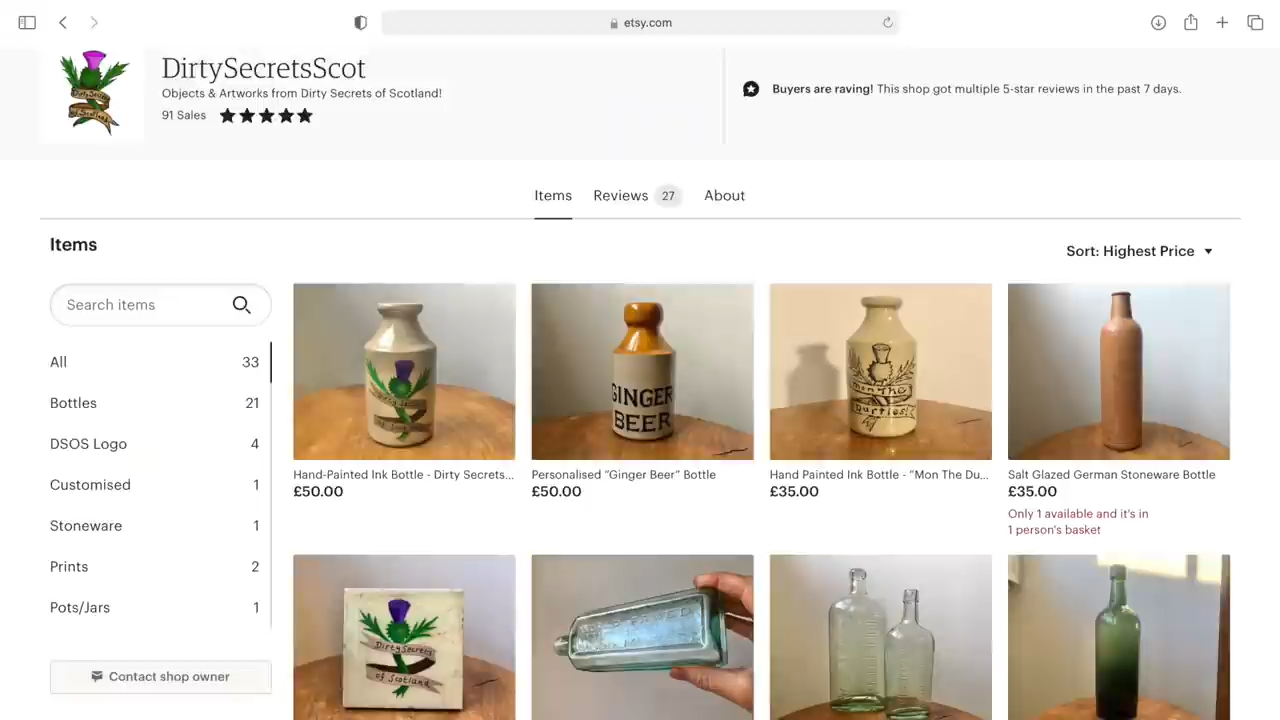 etsy.com
DirtySecretsScot
Objects & Artworks from Dirty Secrets of Scotland!
91 Sales
Buyers are raving! This shop got multiple 5-star reviews in the past 7 days.
Items
Reviews 27
About
Items
Sort: Highest Price
Search items
All 33
Bottles 21
DSOS Logo 4
Customised 1
Stoneware 1
Prints 2
Pots/Jars 1
Contact shop owner
GINGER
BEER
Mon The
Durties!
Hand-Painted Ink Bottle - Dirty Secrets...
£50.00
Personalised “Ginger Beer” Bottle
£50.00
Hand Painted Ink Bottle - “Mon The Du...
£35.00
Salt Glazed German Stoneware Bottle
£35.00
Only 1 available and it's in
1 person's basket
Dirty Secrets
of Scotland